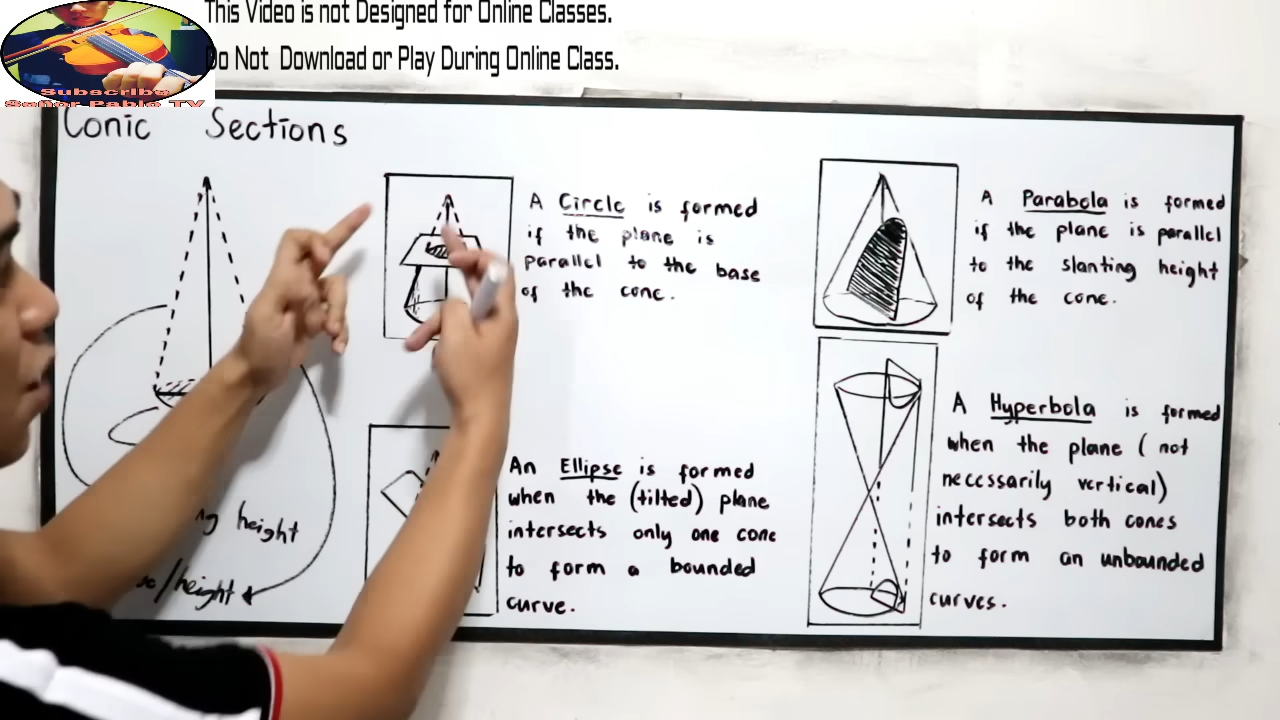 This Video is not Designed for Online Classes.
Do Not Download or Play During Online Class.
Subscribe
Señor Pablo TV
Conic Sections
A Circle is formed
if the plane is
parallel to the base
of the cone.
An Ellipse is formed
when the (tilted) plane
intersects only one cone
to form a bounded
curve.
A Parabola is formed
if the plane is parallel
to the slanting height
of the cone.
A Hyperbola is formed
when the plane (not
necessarily vertical)
intersects both cones
to form an unbounded
curves.
height
/height